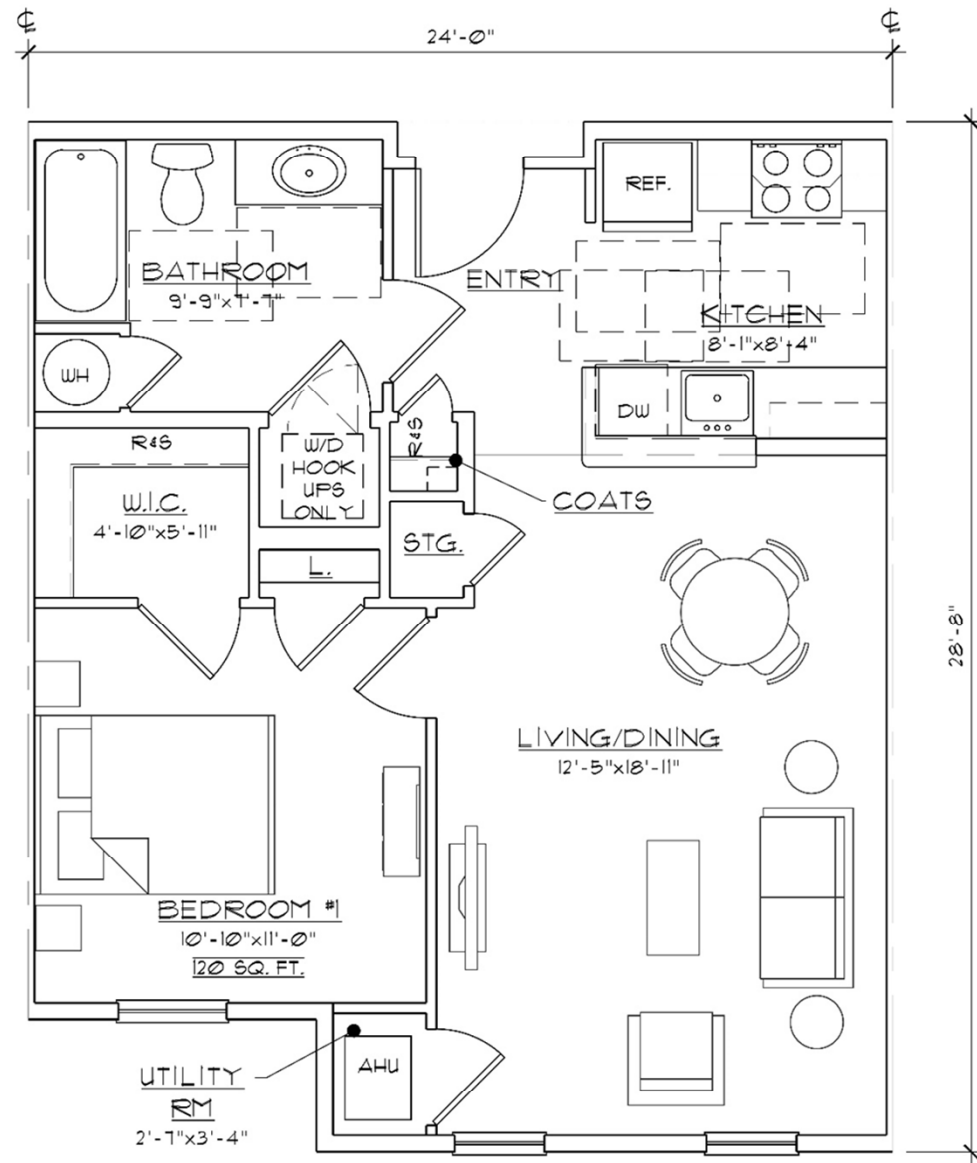 ℄
℄
24'-0"
REF.
BATHROOM
9'-9"x7'-7"
ENTRY
KITCHEN
8'-1"x8'-4"
WH
DW
R&S
R&S
W/D
HOOK
UPS
ONLY
W.I.C.
4'-10"x5'-11"
COATS
STG.
L.
28'-8"
LIVING/DINING
12'-5"x18'-11"
BEDROOM #1
10'-10"x11'-0"
120 SQ. FT.
AHU
UTILITY
RM
2'-7"x3'-4"